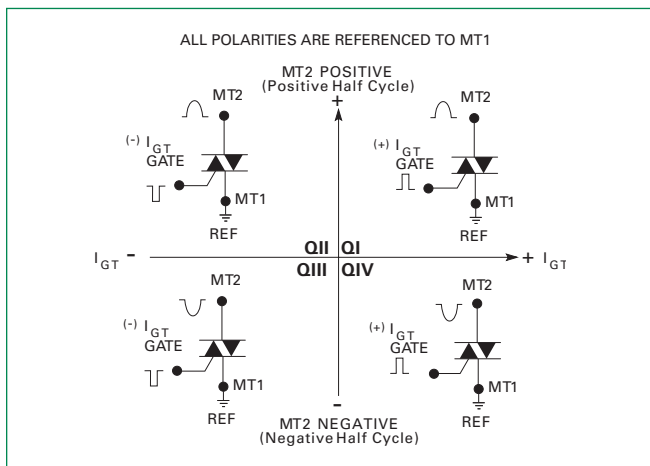 ALL POLARITIES ARE REFERENCED TO MT1
MT2 POSITIVE
(Positive Half Cycle)
+
MT2
(-) IGT
GATE
MT1
REF
MT2
(+) IGT
GATE
MT1
REF
IGT -
QII QI
QIII QIV
+ IGT
MT2
(-) IGT
GATE
MT1
REF
MT2
(+) IGT
GATE
MT1
REF
-
MT2 NEGATIVE
(Negative Half Cycle)